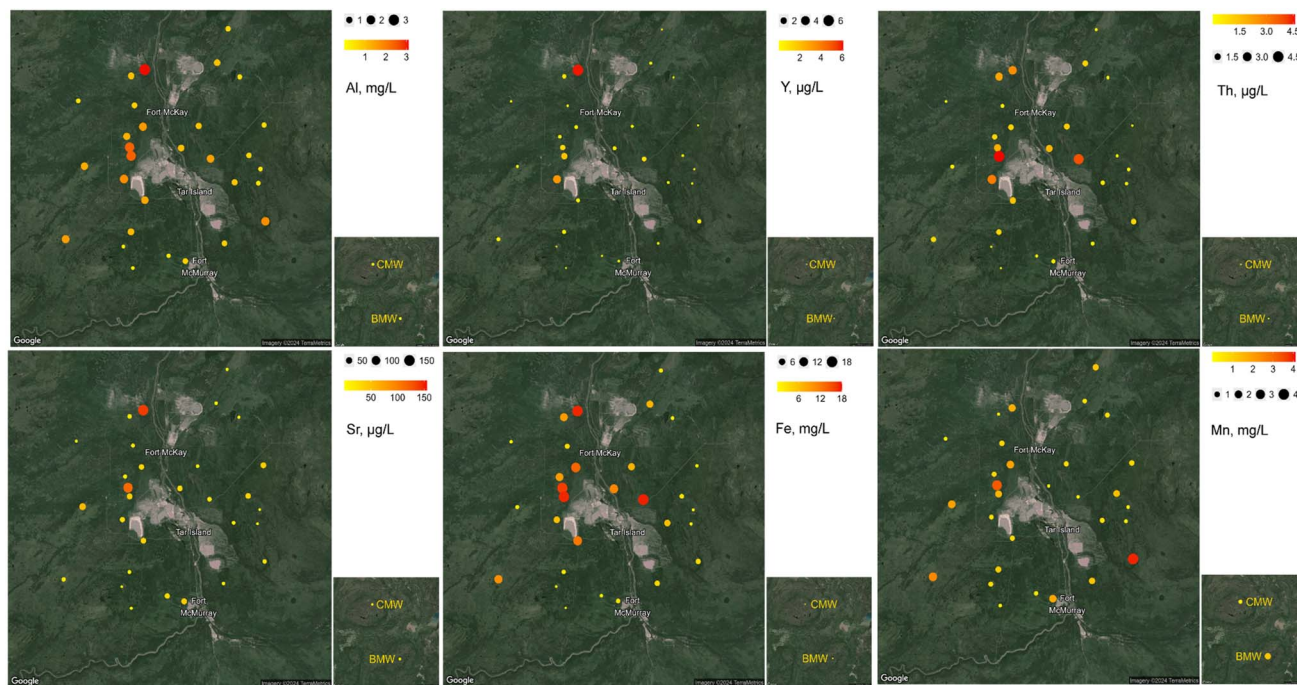 1 2 3
1 2 3
Al, mg/L
Fort McKay
Tar Island
Fort
McMurray
Google
Imagery ©2024 TerraMetrics
CMW
BMW
2 4 6
2 4 6
Y, µg/L
Fort McKay
Tar Island
Fort
McMurray
Google
Imagery ©2024 TerraMetrics
CMW
BMW
1.5 3.0 4.5
1.5 3.0 4.5
Th, µg/L
Fort McKay
Tar Island
Fort
McMurray
Google
Imagery ©2024 TerraMetrics
CMW
BMW
50 100 150
50 100 150
Sr, µg/L
Fort McKay
Tar Island
Fort
McMurray
Google
Imagery ©2024 TerraMetrics
CMW
BMW
6 12 18
6 12 18
Fe, mg/L
Fort McKay
Tar Island
Fort
McMurray
Google
Imagery ©2024 TerraMetrics
CMW
BMW
1 2 3 4
1 2 3 4
Mn, mg/L
Fort McKay
Tar Island
Fort
McMurray
Google
Imagery ©2024 TerraMetrics
CMW
BMW